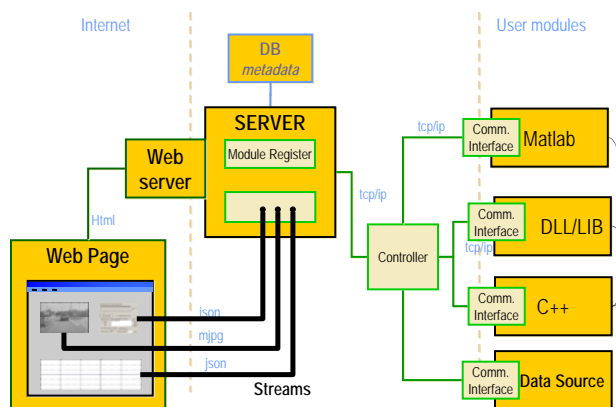 Internet
User modules
DB
metadata
SERVER
Module Register
Web
server
tcp/ip
Comm.
Interface
Matlab
tcp/ip
Html
Comm.
Interface
DLL/LIB
tcp/ip
Web Page
Controller
Comm.
Interface
C++
json
mjpg
json
Streams
Comm.
Interface
Data Source